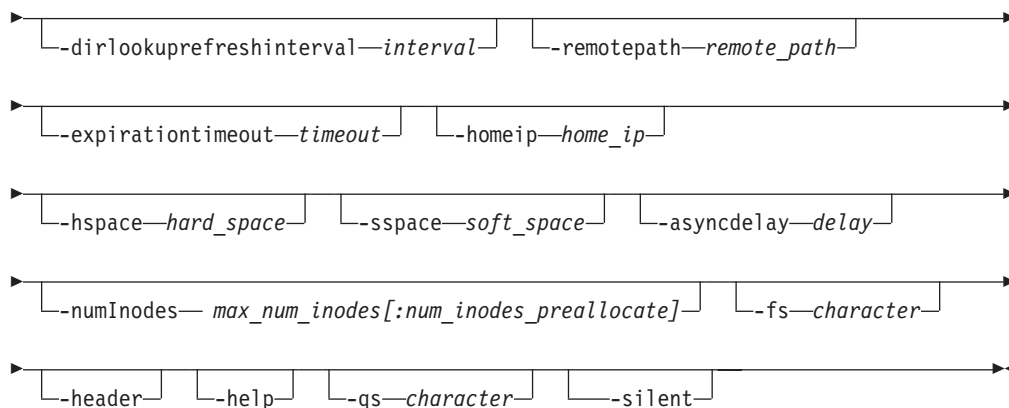 -dirlookuprefreshinterval interval -remotepath remote_path
-expirationtimeout timeout -homeip home_ip
-hspace hard_space -sspace soft_space -asyncdelay delay
-numInodes max_num_inodes[:num_inodes_preallocate] -fs character
-header -help -qs character -silent